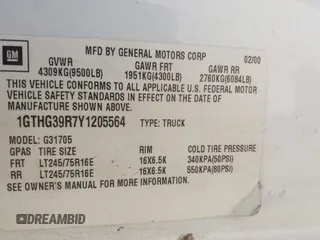 GM
MFD BY GENERAL MOTORS CORP 02/00
GVWR GAWR FRT GAWR RR
4309KG(9500LB) 1951KG(4300LB) 2760KG(6084LB)
THIS VEHICLE CONFORMS TO ALL APPLICABLE U.S. FEDERAL
MOTOR VEHICLE SAFETY STANDARDS IN EFFECT ON THE DATE OF
MANUFACTURE SHOWN ABOVE.
1GTHG39R7Y1205564 TYPE: TRUCK
MODEL: G31705
GPAS TIRE SIZE RIM COLD TIRE PRESSURE
FRT LT245/75R16E 16X6.5K 340KPA(50PSI)
RR LT245/75R16E 16X6.5K 550KPA(80PSI)
SEE OWNER'S MANUAL FOR MORE INFORMATION.